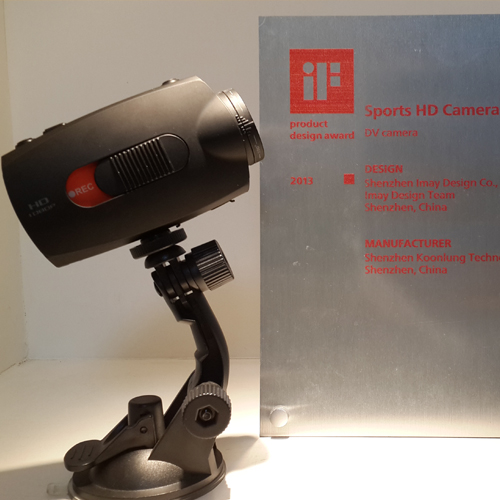 iF
product
design award
Sports HD Camera
DV camera
2013
DESIGN
Shenzhen Imay Design Co.,
Imay Design Team
Shenzhen, China
MANUFACTURER
Shenzhen Koonlung Techno
Shenzhen, China
REC
HD